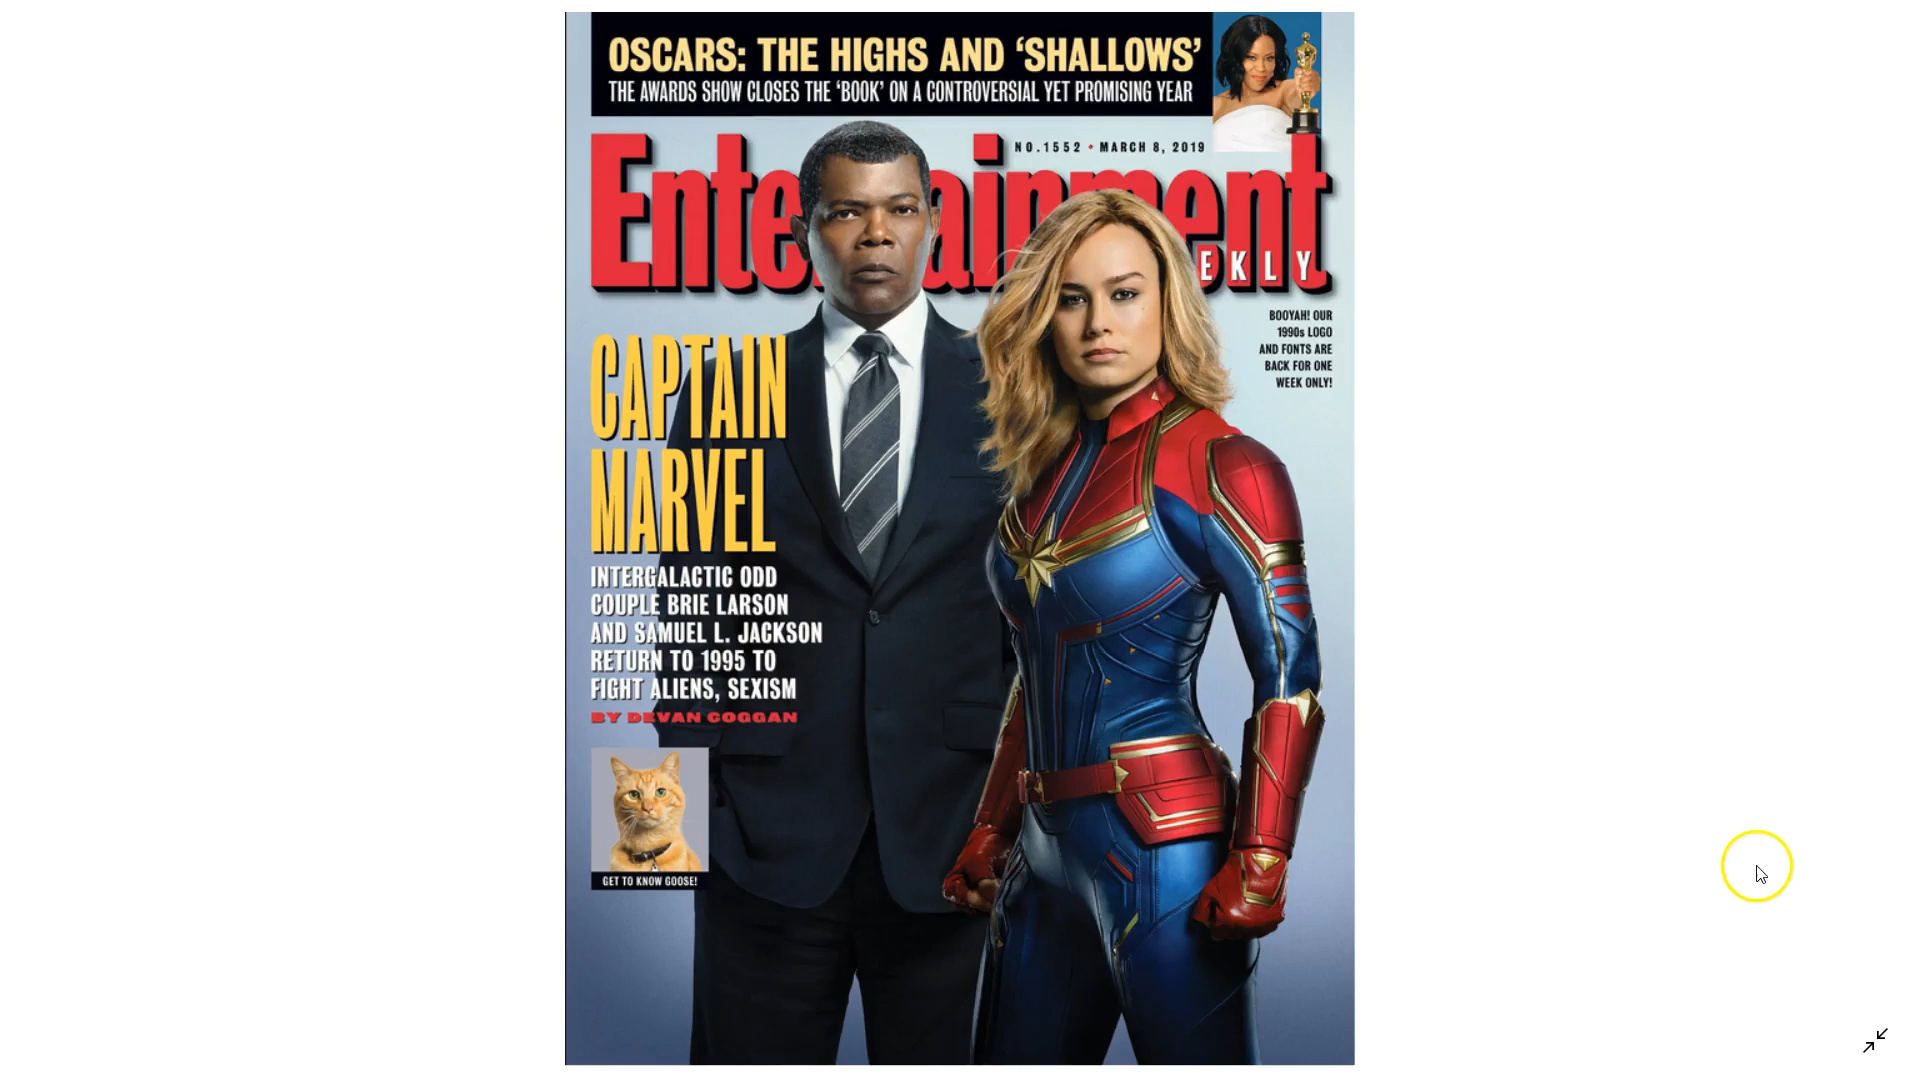 OSCARS: THE HIGHS AND ‘SHALLOWS’
THE AWARDS SHOW CLOSES THE ‘BOOK’ ON A CONTROVERSIAL YET PROMISING YEAR
NO.1552 • MARCH 8, 2019
Entertainment
EKLY
BOOYAH! OUR
1990s LOGO
AND FONTS ARE
BACK FOR ONE
WEEK ONLY!
CAPTAIN
MARVEL
INTERGALACTIC ODD
COUPLE BRIE LARSON
AND SAMUEL L. JACKSON
RETURN TO 1995 TO
FIGHT ALIENS, SEXISM
BY DEVAN COGGAN
GET TO KNOW GOOSE!